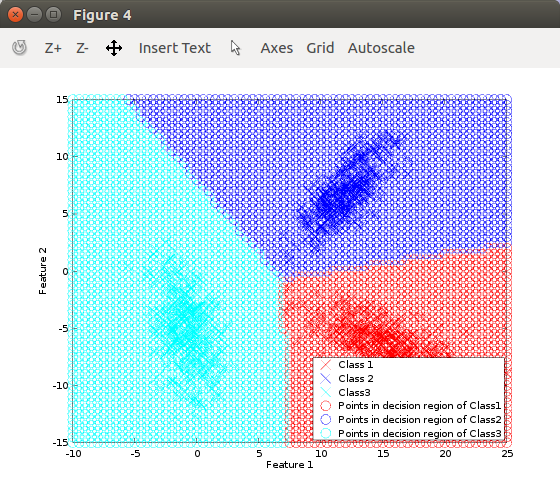 Figure 4
Z+ Z- Insert Text Axes Grid Autoscale
15
10
5
0
-5
-10
-15
Feature 2
Class 1
Class 2
Class3
Points in decision region of Class1
Points in decision region of Class2
Points in decision region of Class3
-10 -5 0 5 10 15 20 25
Feature 1